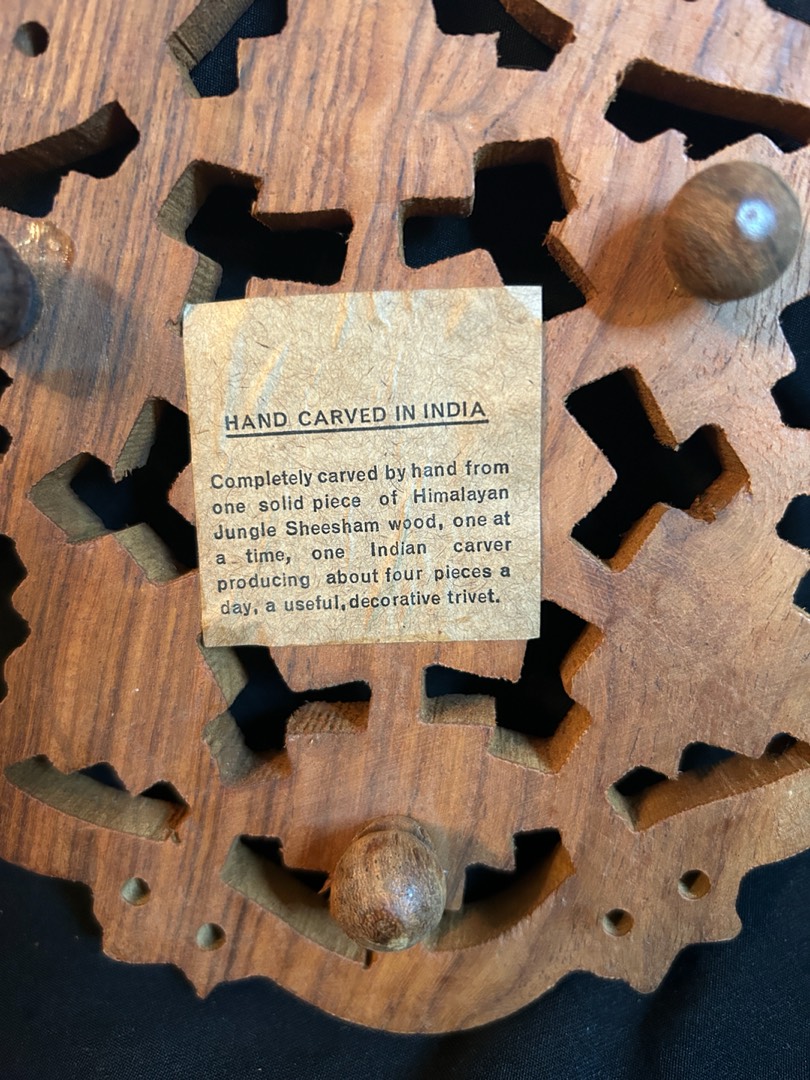 HAND CARVED IN INDIA
Completely carved by hand from
one solid piece of Himalayan
Jungle Sheesham wood, one at
a time, one Indian carver
producing about four pieces a
day, a useful, decorative trivet.